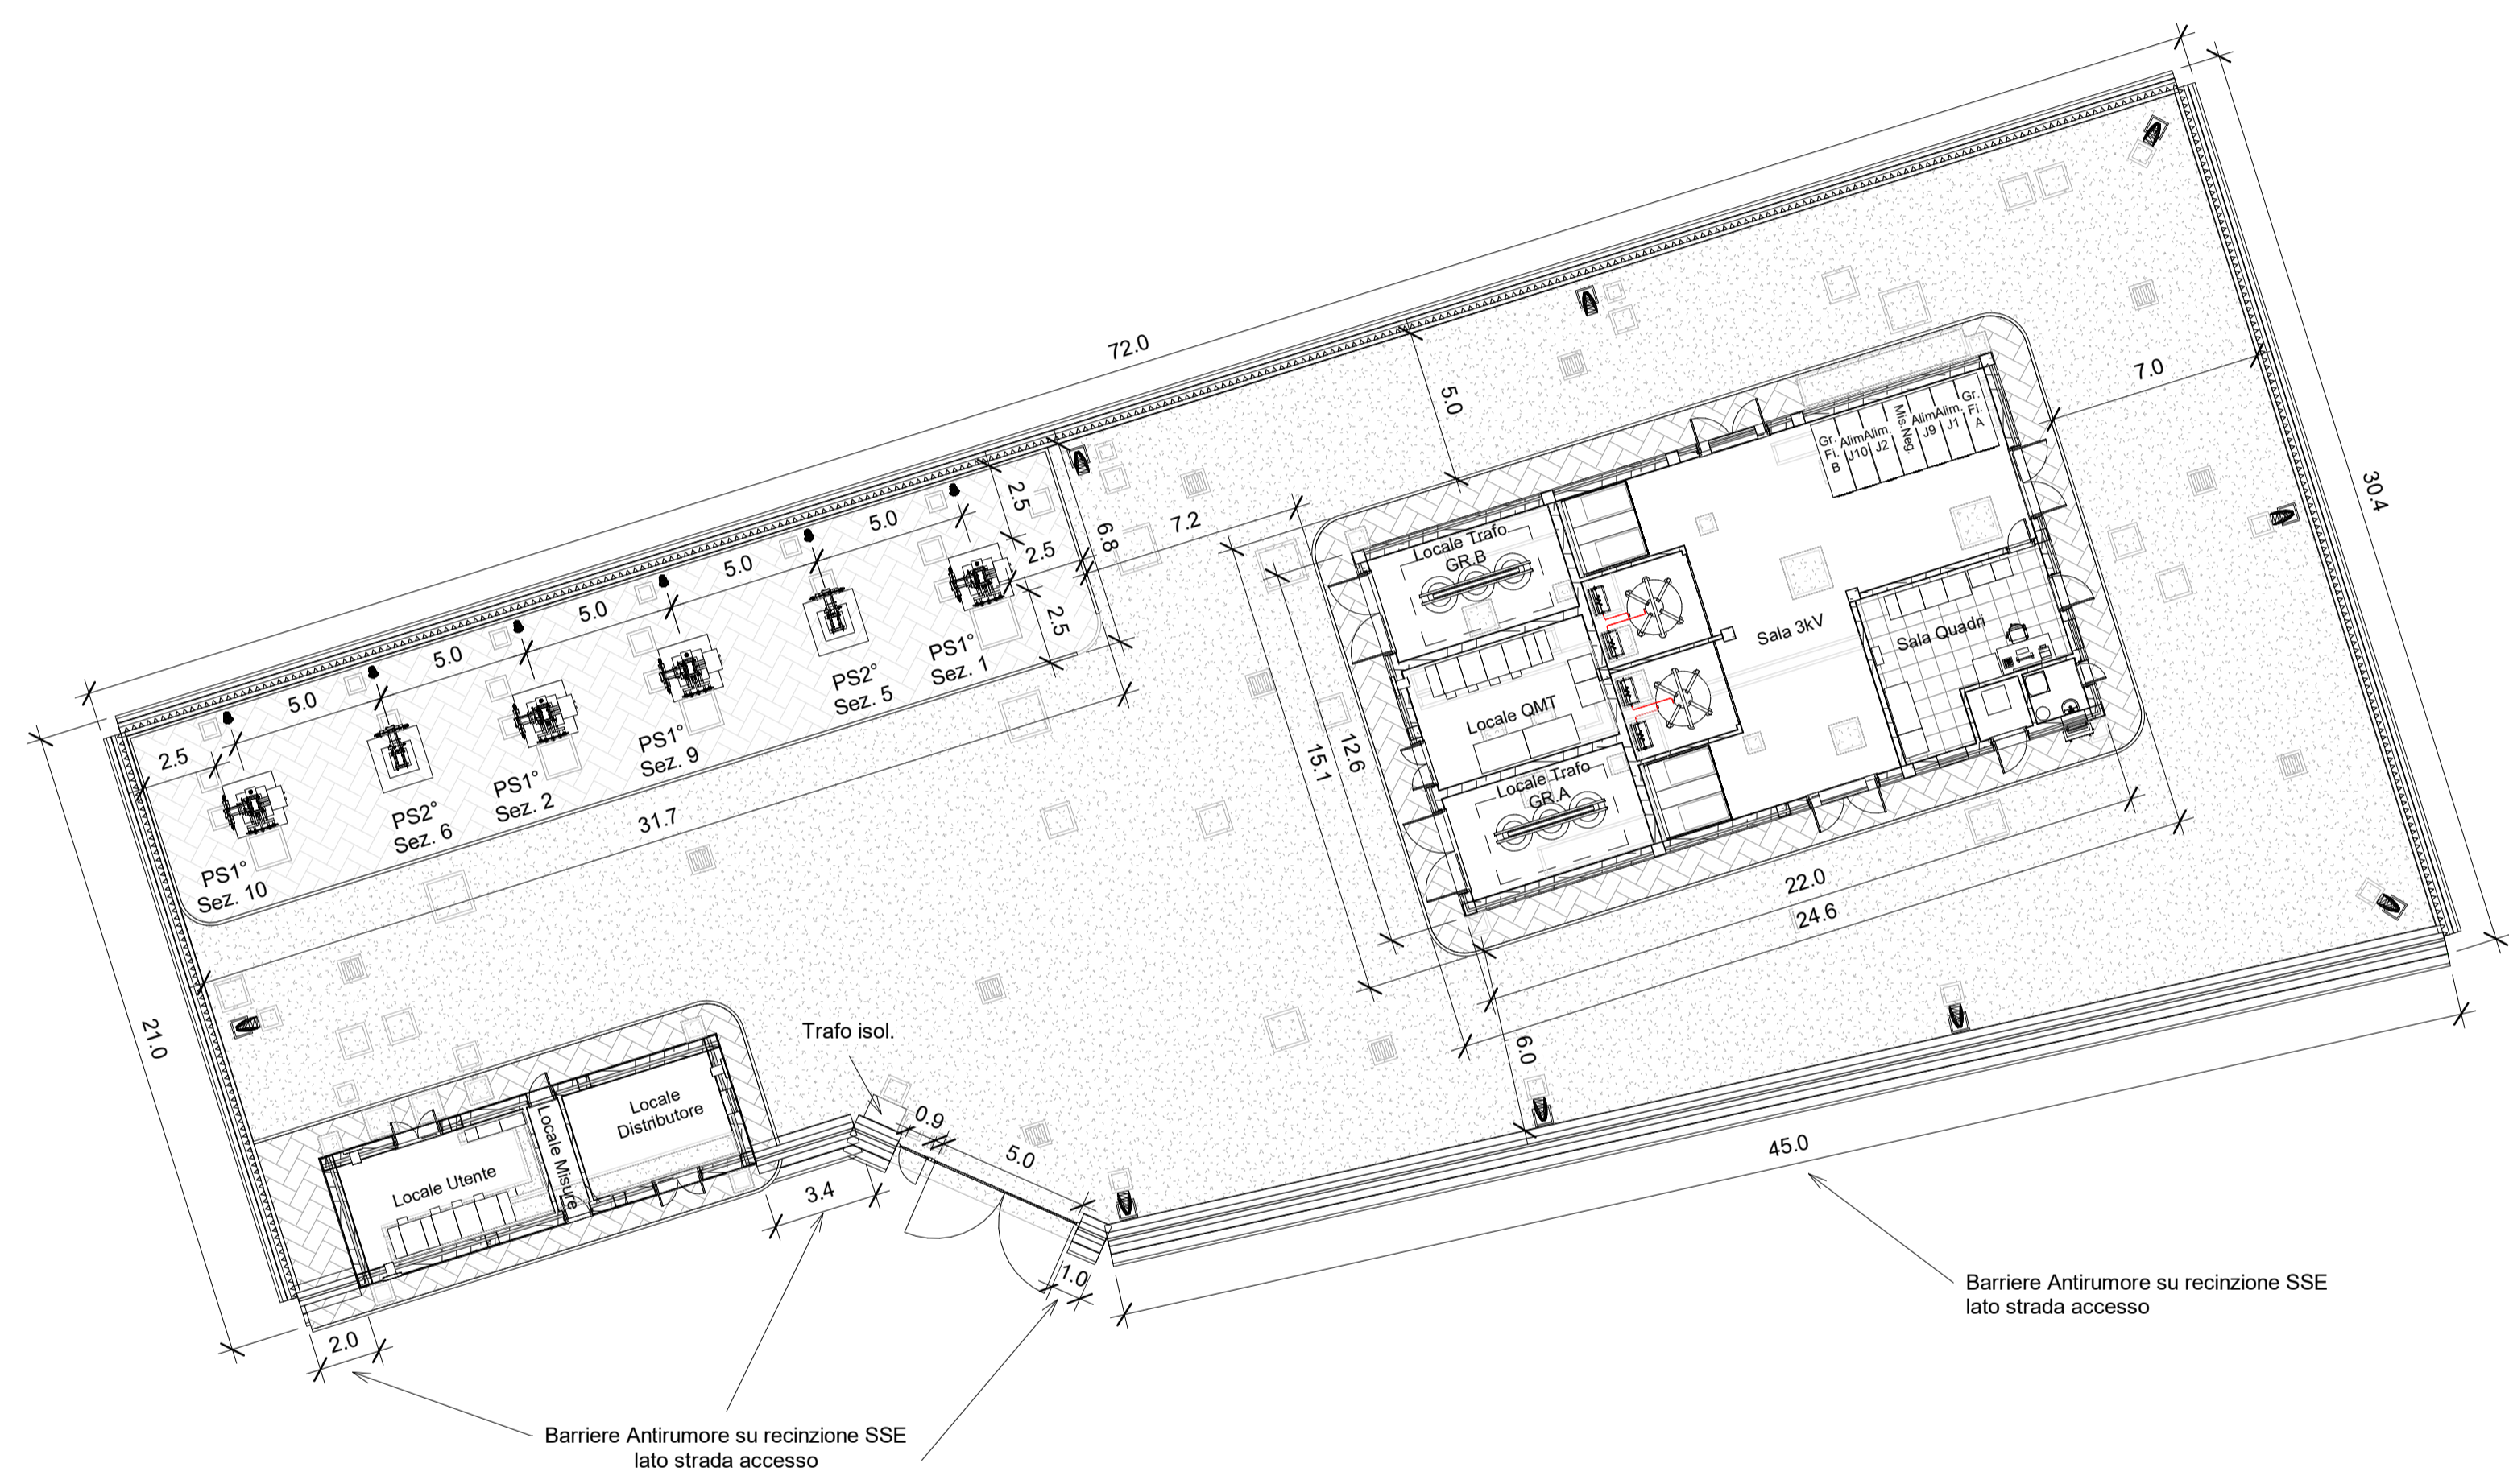 72.0
30.4
7.0
5.0
7.2
6.8
2.5
2.5
2.5
5.0
5.0
5.0
5.0
5.0
2.5
PS1°
Sez. 10
PS2°
Sez. 6
PS1°
Sez. 2
PS1°
Sez. 9
PS2°
Sez. 5
PS1°
Sez. 1
31.7
21.0
Gr.
Fi.
B
Alim.
J10
Alim.
J2
Mis.Neg.
Alim.
J9
Alim.
J1
Gr.
Fi.
A
Locale Trafo
GR.B
Locale QMT
Locale Trafo
GR.A
Sala 3kV
Sala Quadri
15.1
12.6
22.0
24.6
6.0
Trafo isol.
0.9
5.0
1.0
3.4
2.0
Locale Utente
Locale Misure
Locale
Distributore
45.0
Barriere Antirumore su recinzione SSE
lato strada accesso
Barriere Antirumore su recinzione SSE
lato strada accesso